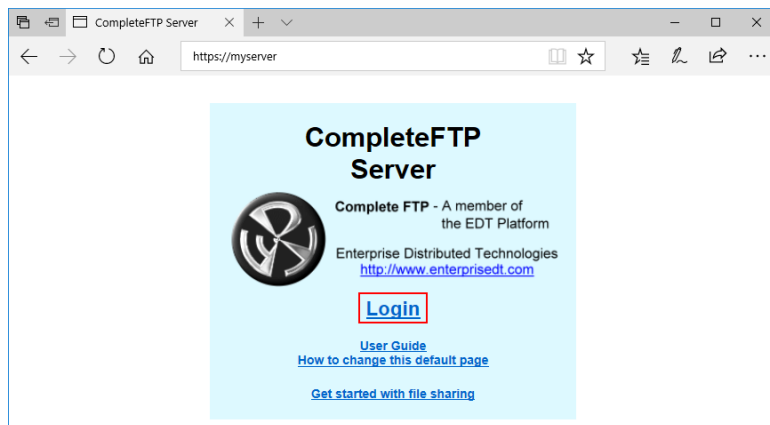 CompleteFTP Server
https://myserver
CompleteFTP
Server
Complete FTP - A member of
the EDT Platform
Enterprise Distributed Technologies
http://www.enterprisedt.com
Login
User Guide
How to change this default page
Get started with file sharing